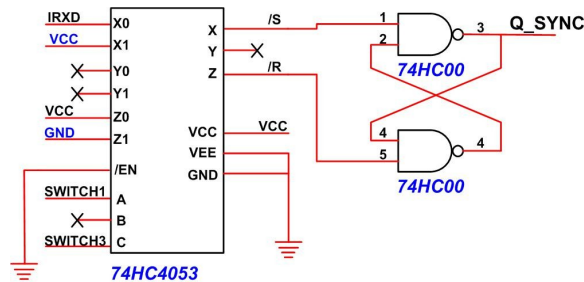 IRXD X0 X /S 1 3 Q_SYNC
VCC X1 2
Y
Y0 Z /R 74HC00
Y1
VCC Z0
GND Z1 VCC VCC 4 4
VEE 5
/EN GND
74HC00
SWITCH1 A
B
SWITCH3 C
74HC4053